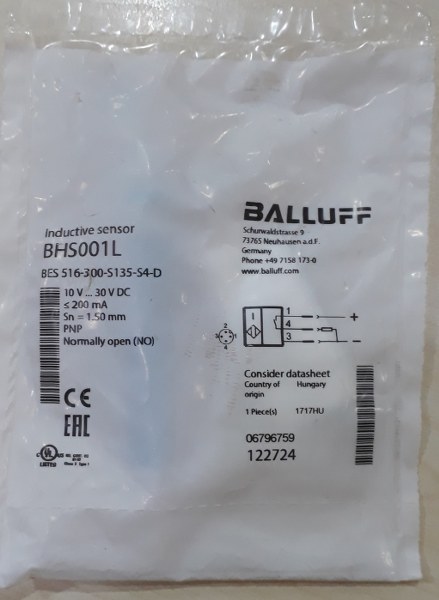 Inductive sensor
BHS001L
BES 516-300-S135-S4-D
10 V ... 30 V DC
≤ 200 mA
Sn = 1.50 mm
PNP
Normally open (NO)
CE
EAC
UL
LISTED
BALLUFF
Schurwaldstrasse 9
73765 Neuhausen a.d.F.
Germany
Phone +49 7158 173-0
www.balluff.com
1 +
4
3 –
Consider datasheet
Country of origin Hungary
1 Piece(s) 1717HU
06796759
122724